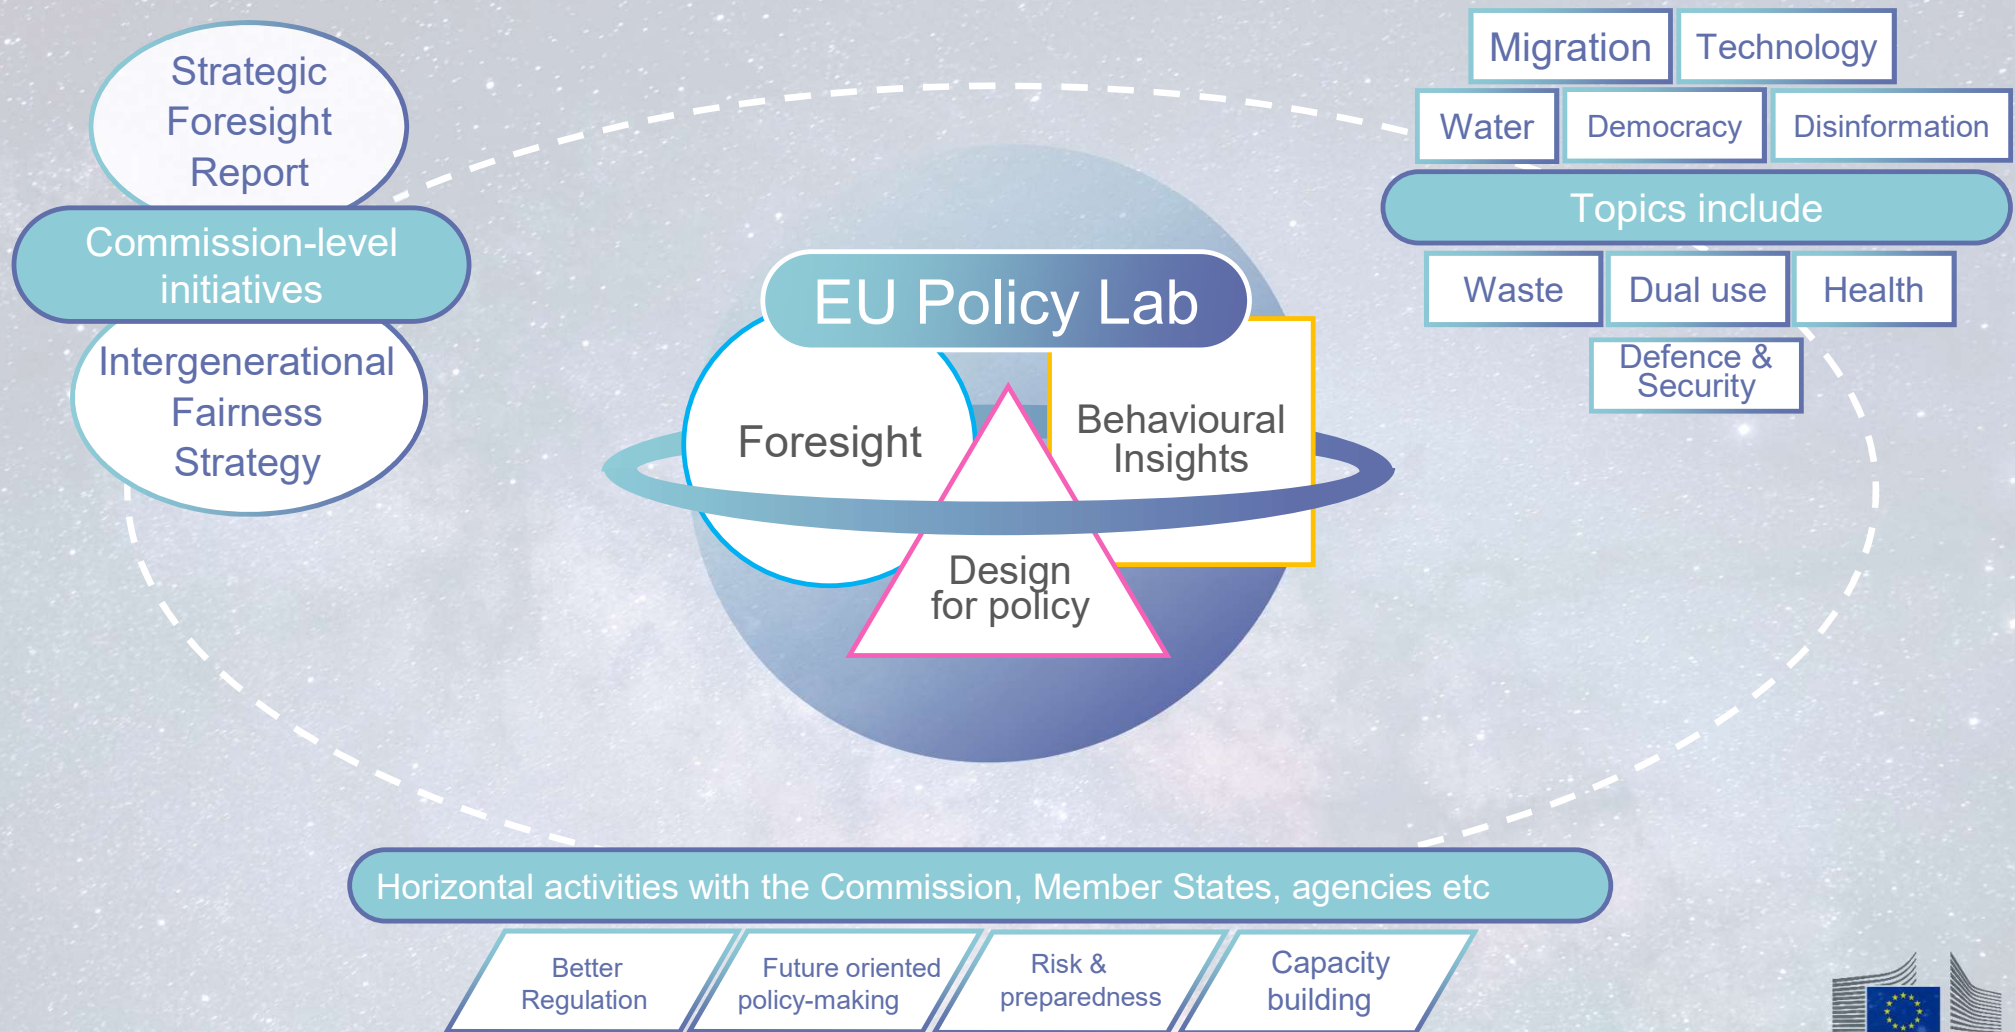 Strategic
Foresight
Report
Commission-level
initiatives
Intergenerational
Fairness
Strategy
EU Policy Lab
Foresight
Behavioural
Insights
Design
for policy
Migration
Technology
Water
Democracy
Disinformation
Topics include
Waste
Dual use
Health
Defence &
Security
Horizontal activities with the Commission, Member States, agencies etc
Better
Regulation
Future oriented
policy-making
Risk &
preparedness
Capacity
building